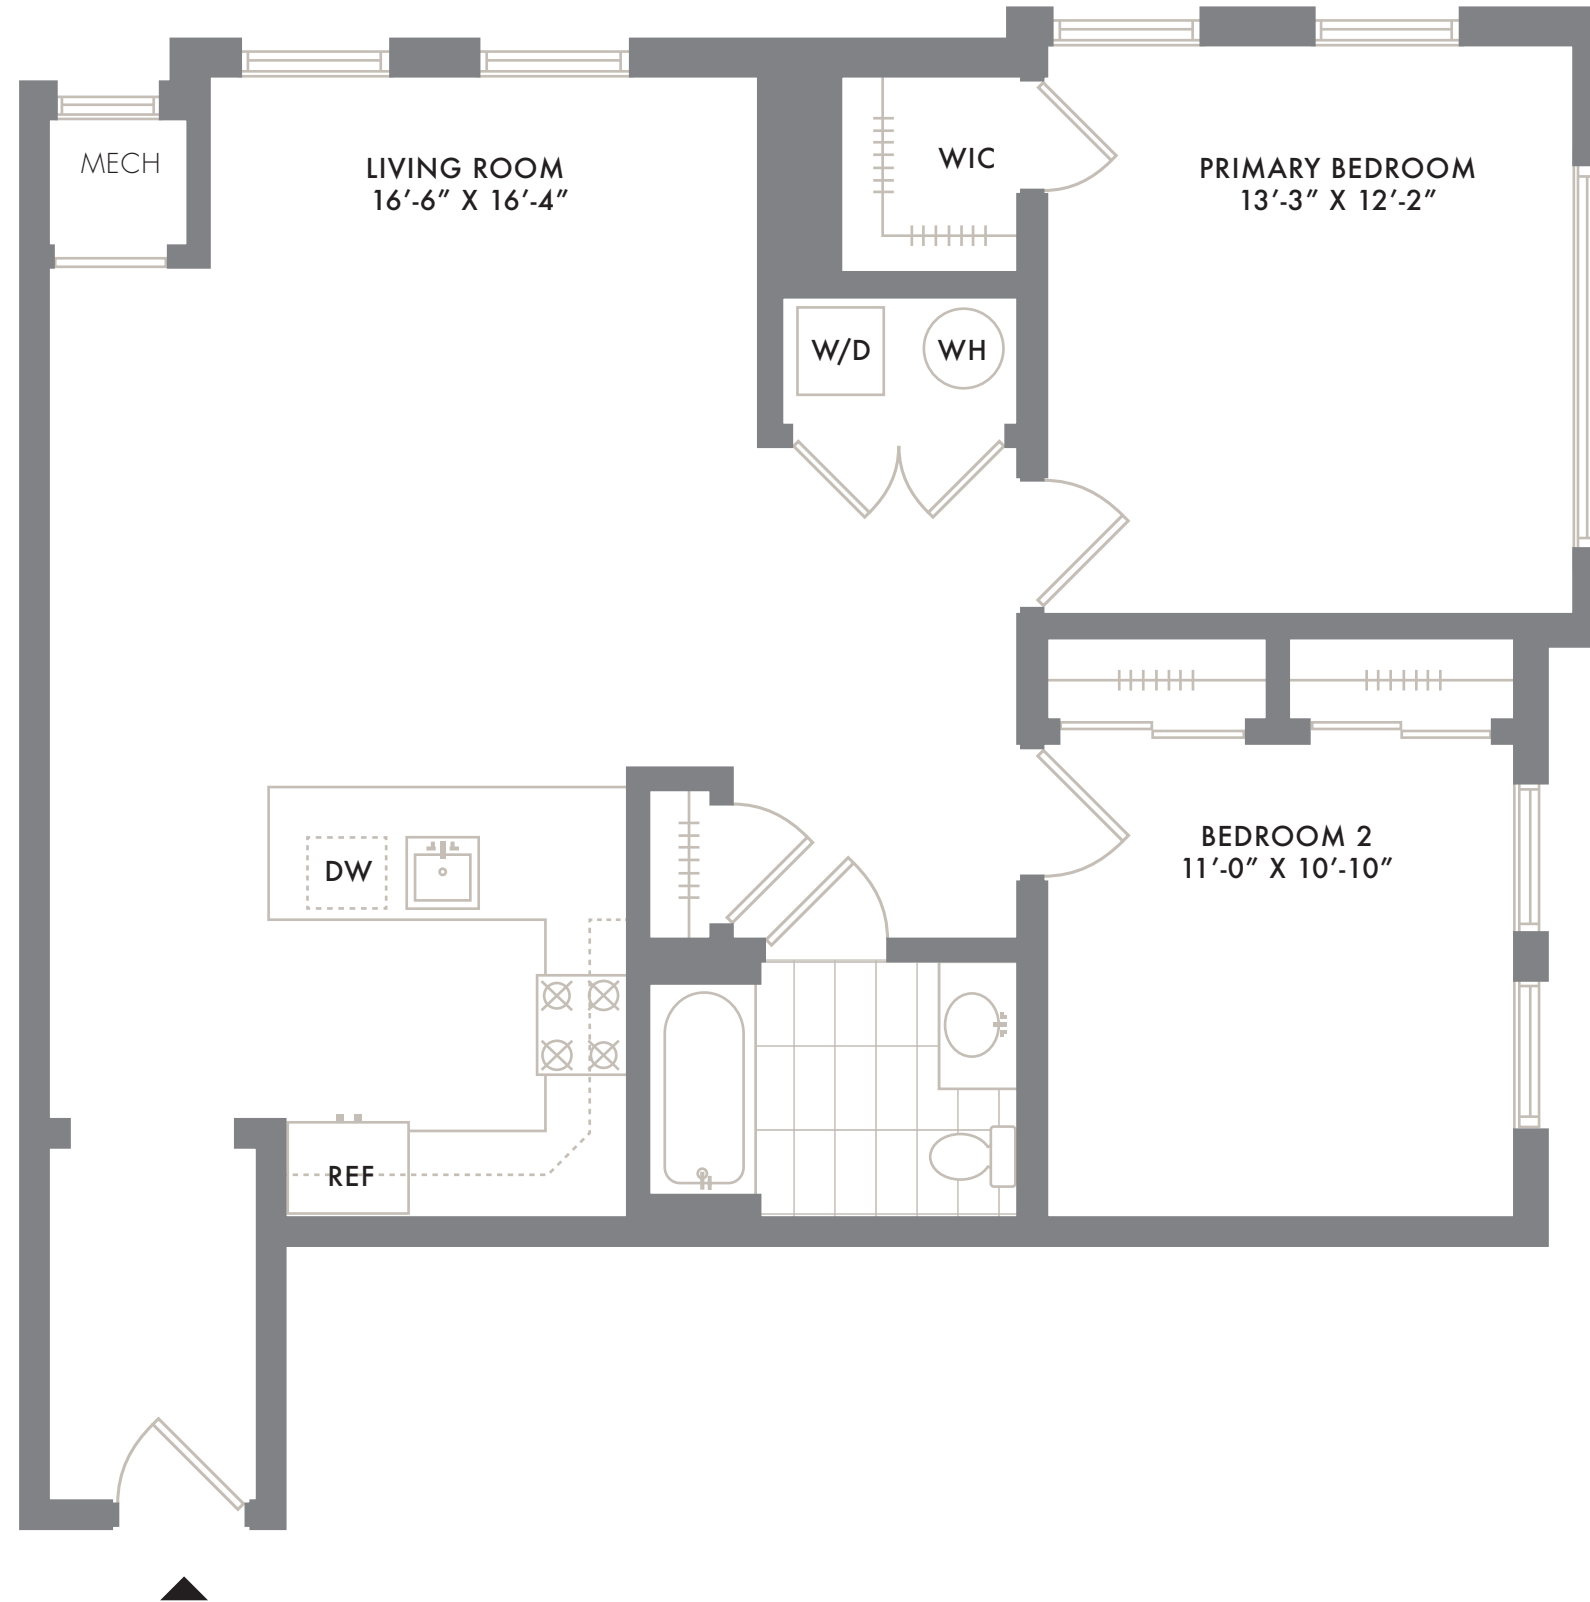 MECH
LIVING ROOM
16′-6″ X 16′-4″
WIC
PRIMARY BEDROOM
13′-3″ X 12′-2″
W/D
WH
DW
BEDROOM 2
11′-0″ X 10′-10″
REF